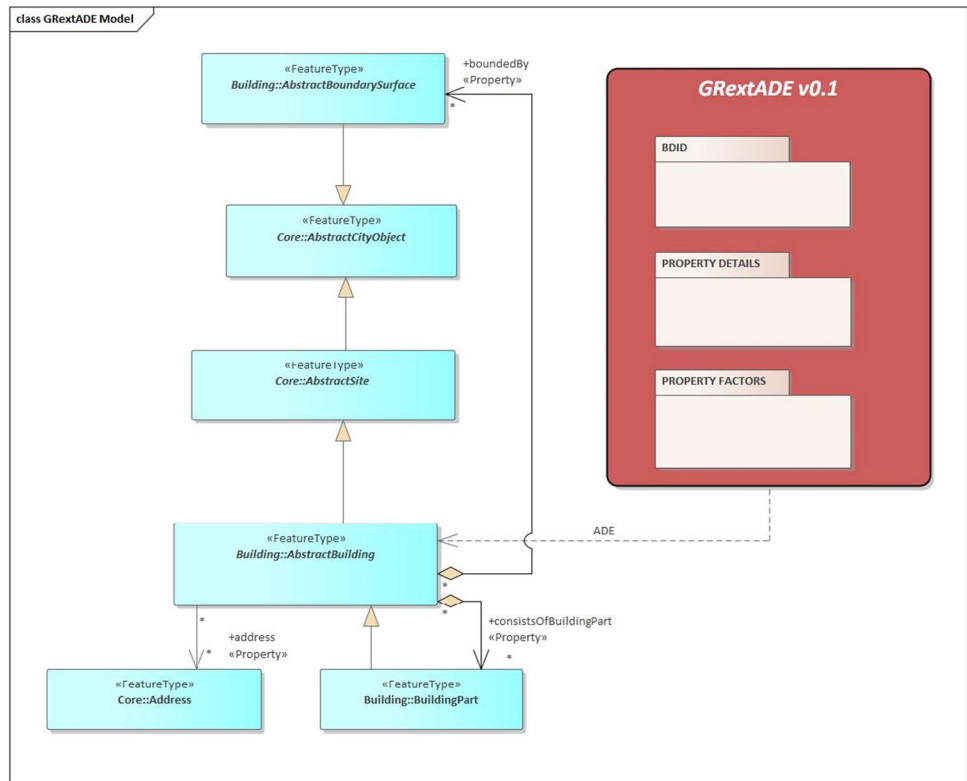 class GRextADE Model
«FeatureType»
Building::AbstractBoundarySurface
+boundedBy
«Property»
*
GRextADE v0.1
BDID
PROPERTY DETAILS
PROPERTY FACTORS
«FeatureType»
Core::AbstractCityObject
«FeatureType»
Core::AbstractSite
«FeatureType»
Building::AbstractBuilding
ADE
*
*
*
+address
«Property»
*
+consistsOfBuildingPart
«Property»
*
«FeatureType»
Core::Address
«FeatureType»
Building::BuildingPart